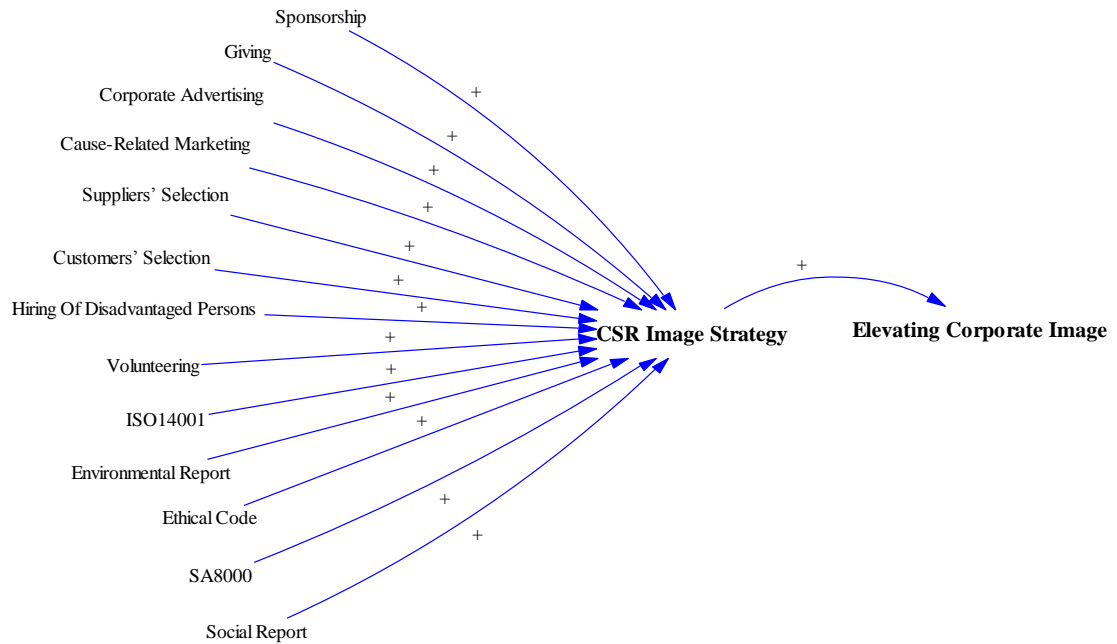 Sponsorship
Giving
Corporate Advertising
Cause-Related Marketing
Suppliers’ Selection
Customers’ Selection
Hiring Of Disadvantaged Persons
Volunteering
ISO14001
Environmental Report
Ethical Code
SA8000
Social Report
+
+
+
+
+
+
+
+
+
+
+
+
+
CSR Image Strategy
+
Elevating Corporate Image